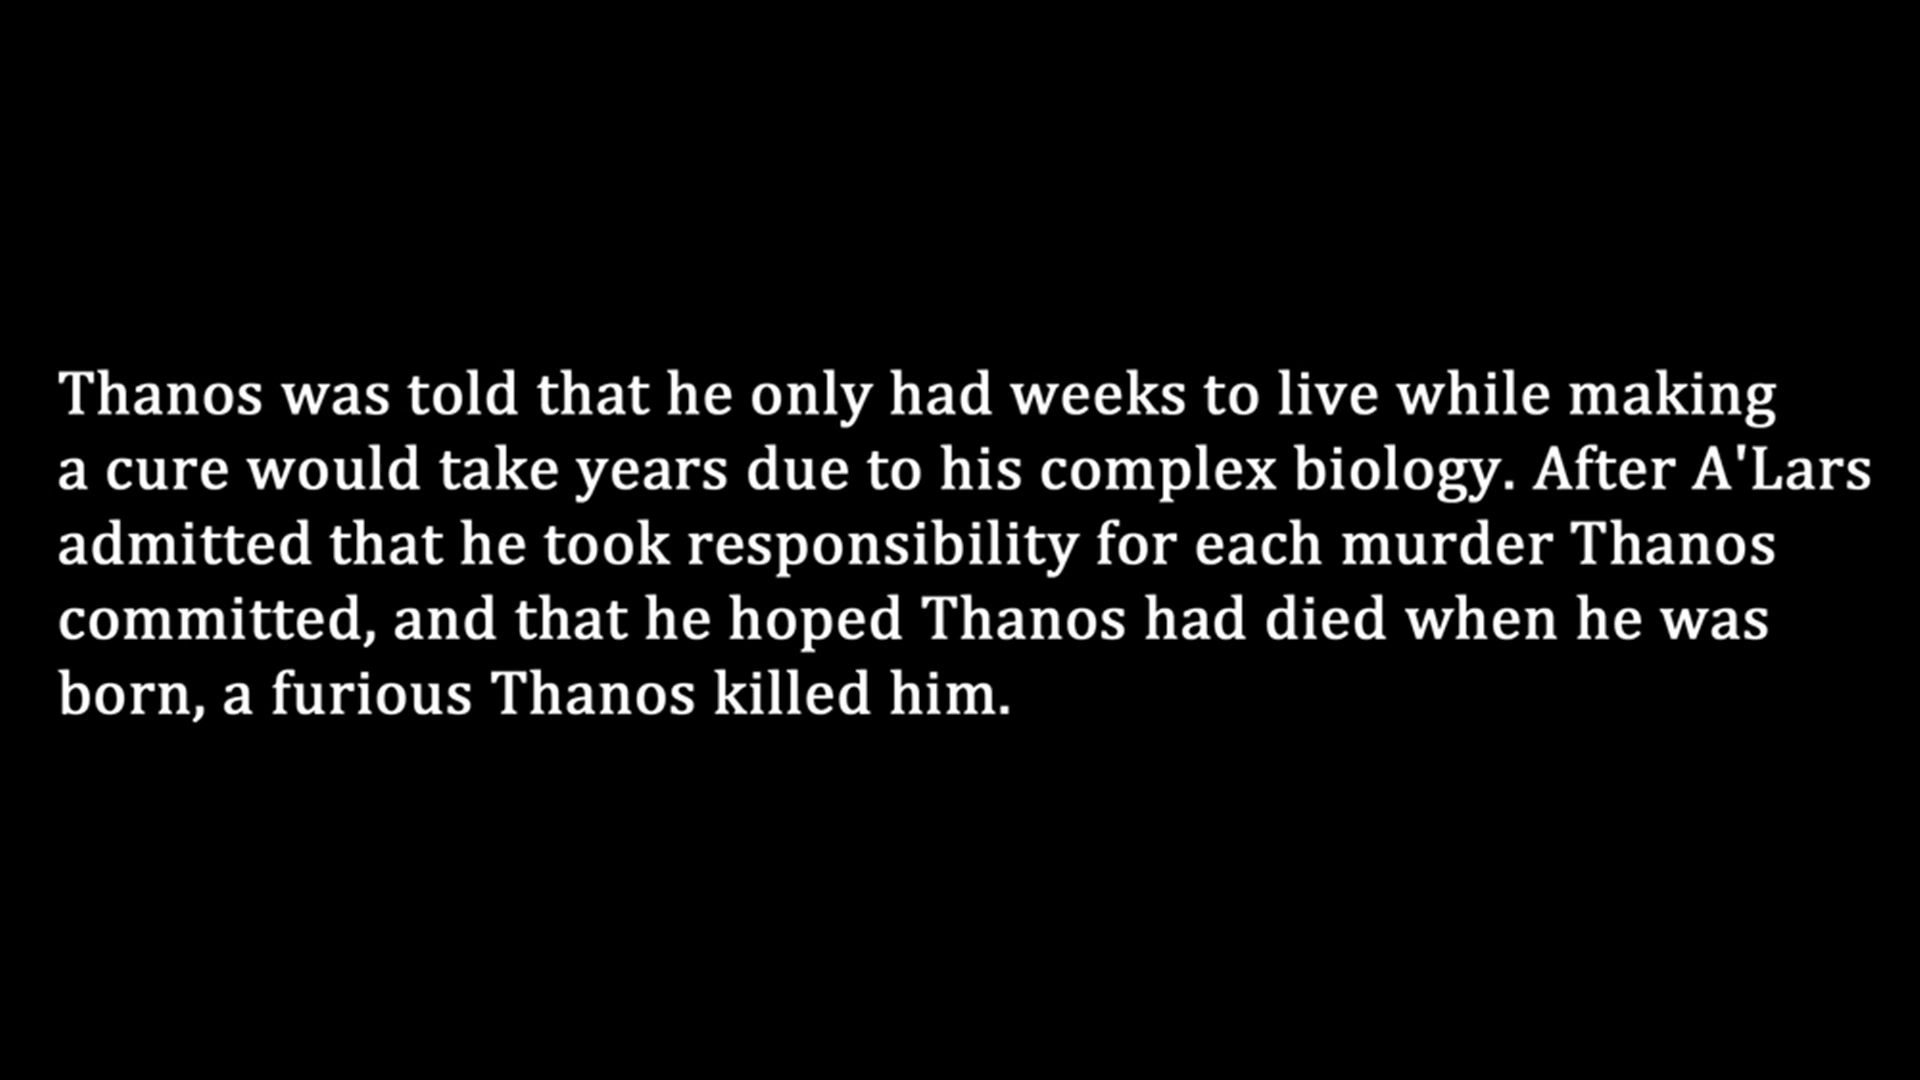 Thanos was told that he only had weeks to live while making
a cure would take years due to his complex biology. After A'Lars
admitted that he took responsibility for each murder Thanos
committed, and that he hoped Thanos had died when he was
born, a furious Thanos killed him.